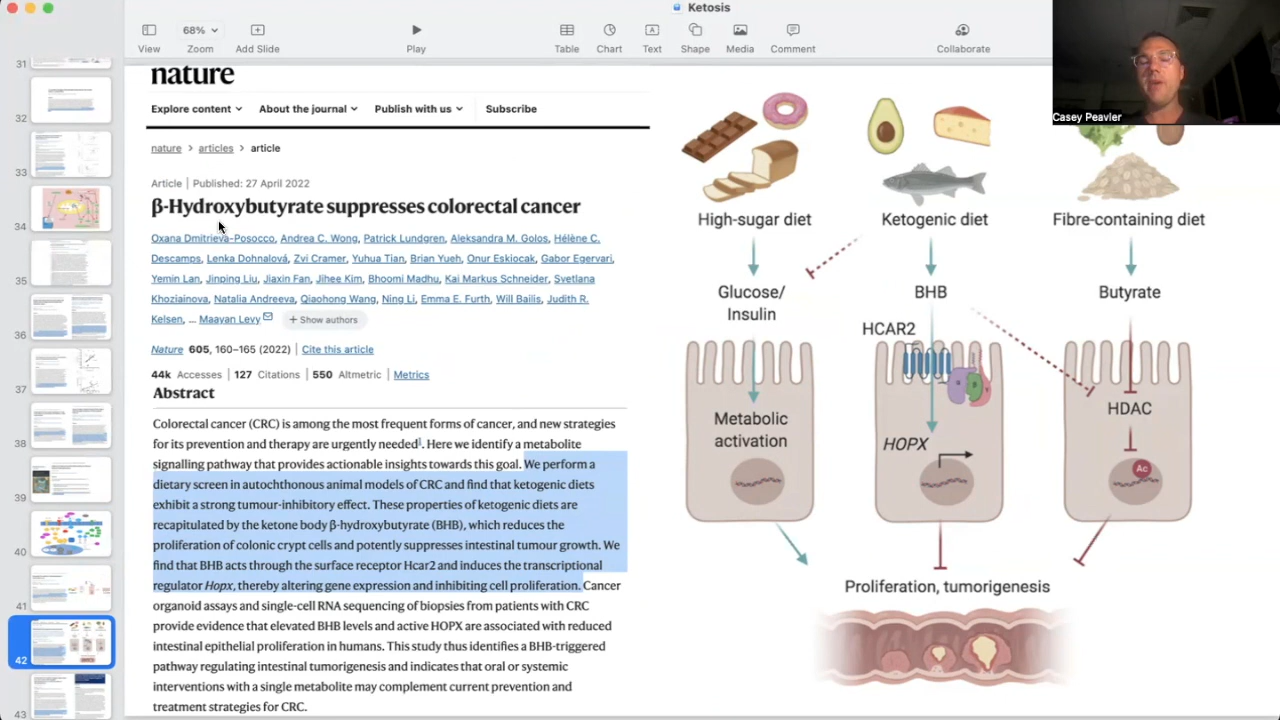 Ketosis
68%
View
Zoom
Add Slide
Play
Table
Chart
Text
Shape
Media
Comment
Collaborate
Casey Peavler
31
32
33
34
35
36
37
38
39
40
41
42
43
nature
Explore content
About the journal
Publish with us
Subscribe
nature > articles > article
Article | Published: 27 April 2022
β-Hydroxybutyrate suppresses colorectal cancer
Oxana Dmitrieva-Posocco, Andrea C. Wong, Patrick Lundgren, Aleksandra M. Golos, Hélène C.
Descamps, Lenka Dohnalová, Zvi Cramer, Yuhua Tian, Brian Yueh, Onur Eskiocak, Gabor Egervari,
Yemin Lan, Jinping Liu, Jiaxin Fan, Jihee Kim, Bhoomi Madhu, Kai Markus Schneider, Svetlana
Khoziainova, Natalia Andreeva, Qiaohong Wang, Ning Li, Emma E. Furth, Will Bailis, Judith R.
Kelsen, ... Maayan Levy + Show authors
Nature 605, 160–165 (2022) | Cite this article
44k Accesses | 127 Citations | 550 Altmetric | Metrics
Abstract
Colorectal cancer (CRC) is among the most frequent forms of cancer, and new strategies
for its prevention and therapy are urgently needed¹. Here we identify a metabolite
signalling pathway that provides actionable insights towards this goal. We perform a
dietary screen in autochthonous animal models of CRC and find that ketogenic diets
exhibit a strong tumour-inhibitory effect. These properties of ketogenic diets are
recapitulated by the ketone body β-hydroxybutyrate (BHB), which reduces the
proliferation of colonic crypt cells and potently suppresses intestinal tumour growth. We
find that BHB acts through the surface receptor Hcar2 and induces the transcriptional
regulator Hopx, thereby altering gene expression and inhibiting cell proliferation. Cancer
organoid assays and single-cell RNA sequencing of biopsies from patients with CRC
provide evidence that elevated BHB levels and active HOPX are associated with reduced
intestinal epithelial proliferation in humans. This study thus identifies a BHB-triggered
pathway regulating intestinal tumorigenesis and indicates that oral or systemic
interventions with a single metabolite may complement current prevention and
treatment strategies for CRC.
High-sugar diet
Ketogenic diet
Fibre-containing diet
Glucose/
Insulin
BHB
Butyrate
HCAR2
Metabolic
activation
HOPX
HDAC
Ac
Proliferation, tumorigenesis